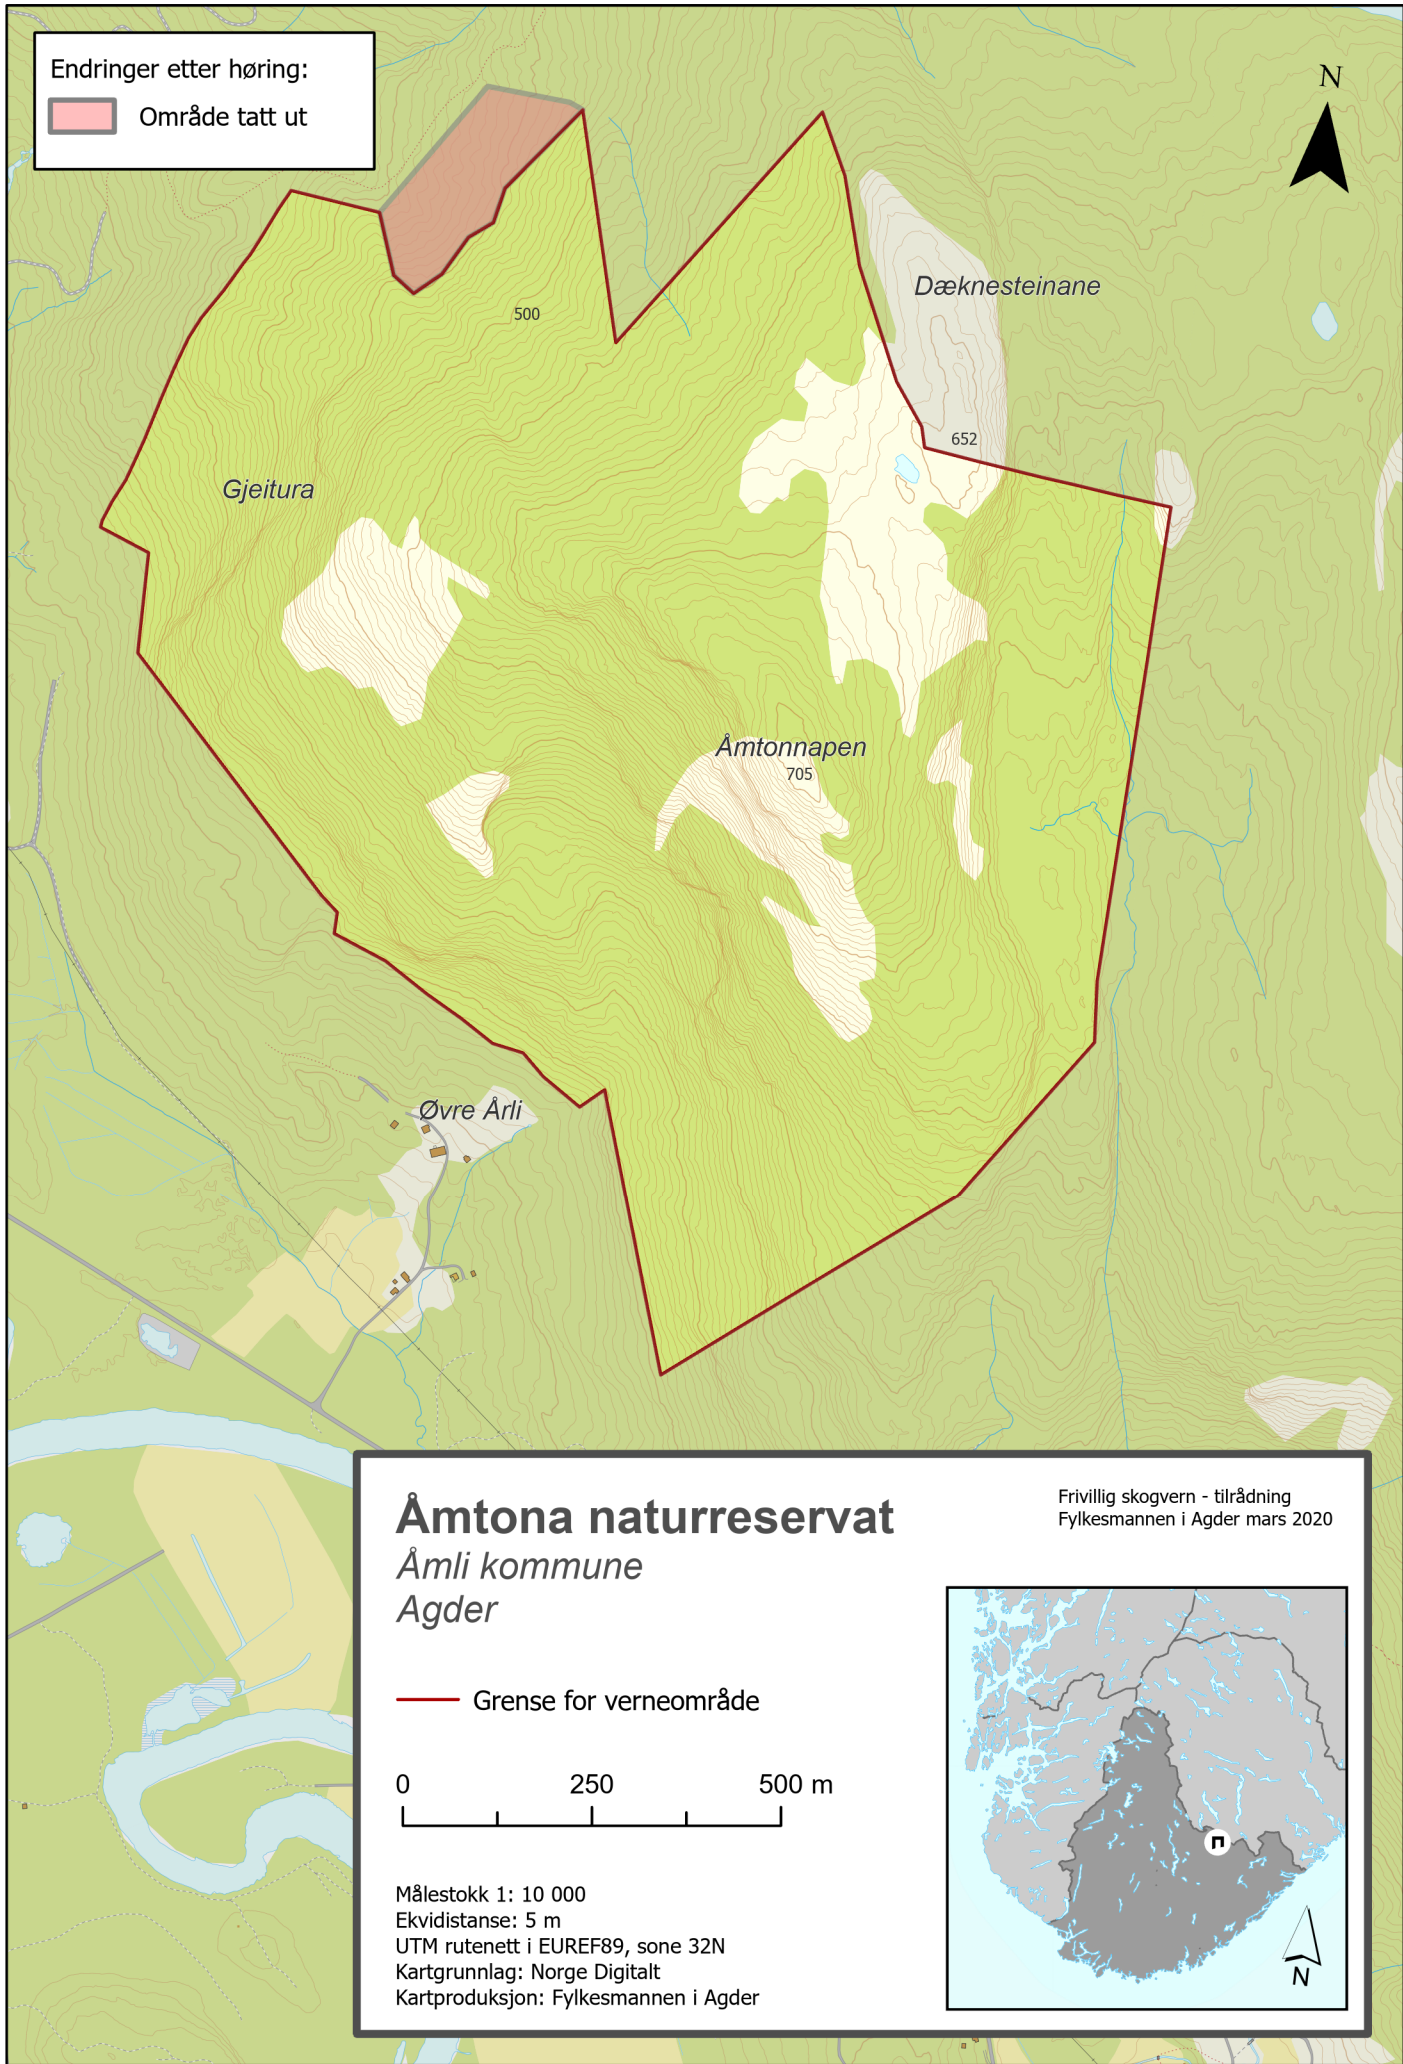 Endringer etter høring:
Område tatt ut
N
Dæknesteinane
500
652
Gjeitura
Åmtonnapen
705
Øvre Årli
Åmtona naturreservat
Åmli kommune
Agder
Frivillig skogvern - tilrådning
Fylkesmannen i Agder mars 2020
Grense for verneområde
0 250 500 m
Målestokk 1: 10 000
Ekvidistanse: 5 m
UTM rutenett i EUREF89, sone 32N
Kartgrunnlag: Norge Digitalt
Kartproduksjon: Fylkesmannen i Agder
N